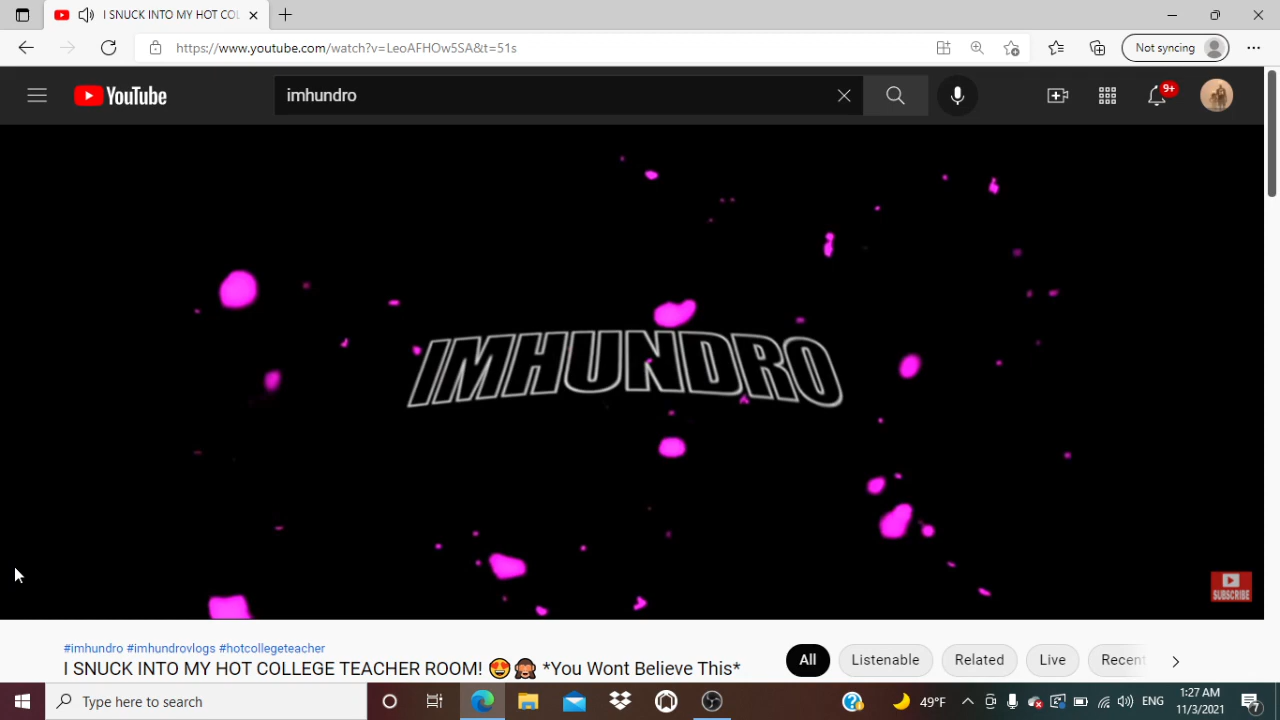 I SNUCK INTO MY HOT COL
https://www.youtube.com/watch?v=LeoAFHOw5SA&t=51s
Not syncing
YouTube
imhundro
9+
IMHUNDRO
SUBSCRIBE
#imhundro #imhundrovlogs #hotcollegeteacher
I SNUCK INTO MY HOT COLLEGE TEACHER ROOM! 😍🙈 *You Wont Believe This*
All
Listenable
Related
Live
Recent
Type here to search
49°F
ENG
1:27 AM
11/3/2021
7